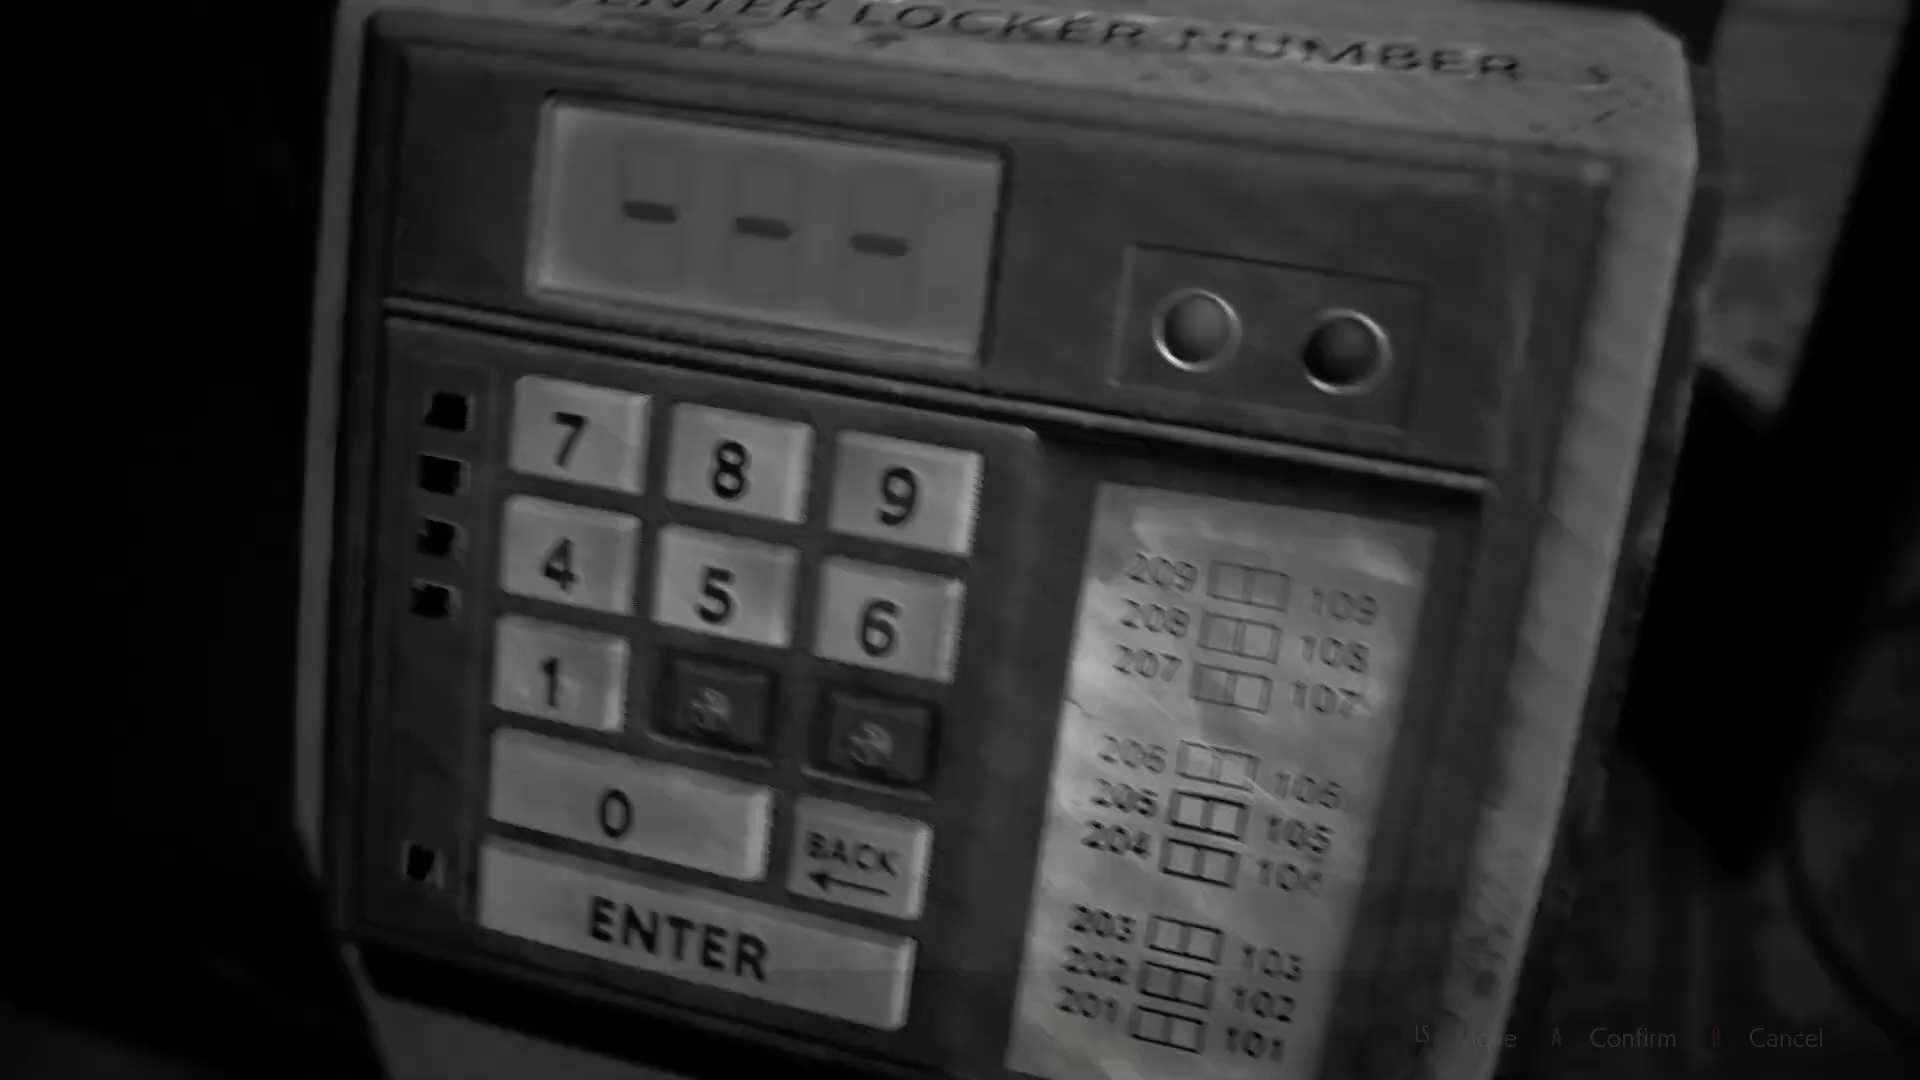 ENTER LOCKER NUMBER
- - -
7 8 9
4 5 6
1
0 BACK
ENTER
209 109
208 108
207 107
206 106
205 105
204 104
203 103
202 102
201 101
LS Move A Confirm B Cancel